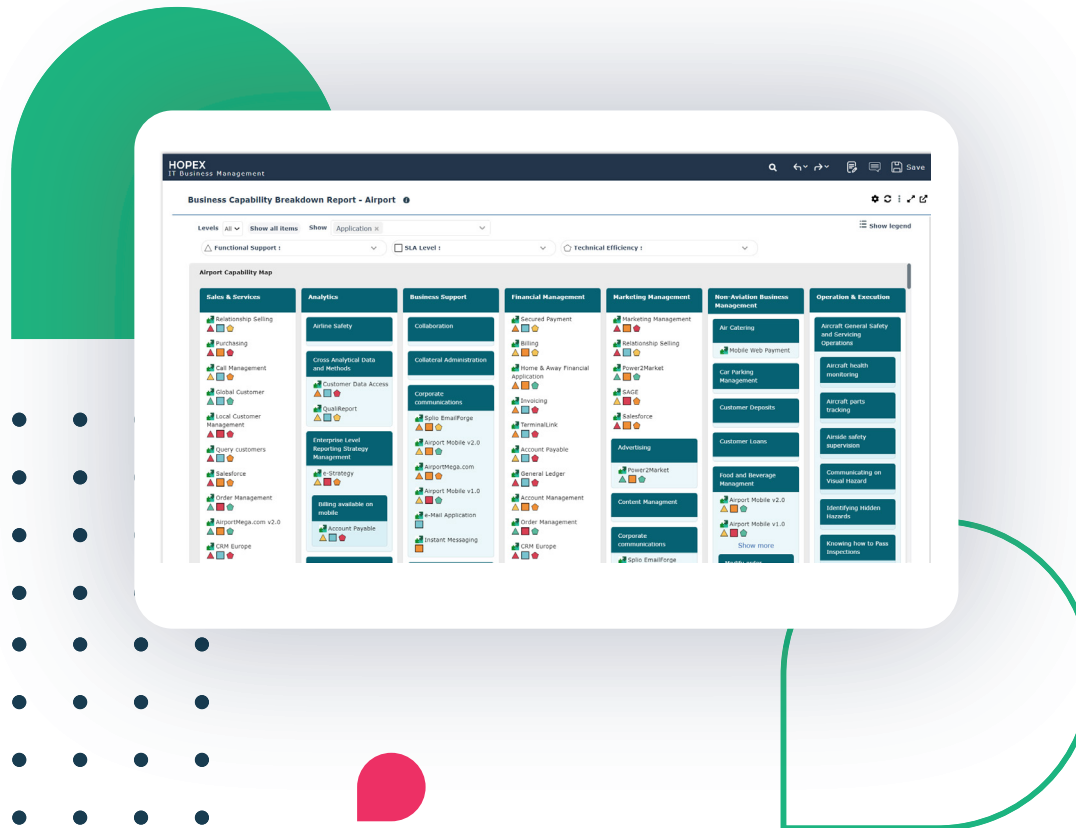 HOPEX
IT Business Management
Save
Business Capability Breakdown Report - Airport
Levels All Show all items Show Application ×
Show legend
Functional Support :
SLA Level :
Technical Efficiency :
Airport Capability Map
Sales & Services
Relationship Selling
Purchasing
Call Management
Global Customer
Local Customer
Management
Query customers
Salesforce
Order Management
AirportMega.com v2.0
CRM Europe
Analytics
Airline Safety
Cross Analytical Data
and Methods
Customer Data Access
QualiReport
Enterprise Level
Reporting Strategy
Management
e-Strategy
Billing available on
mobile
Account Payable
Business Support
Collaboration
Collateral Administration
Corporate
communications
Splio EmailForge
Airport Mobile v2.0
AirportMega.com
Airport Mobile v1.0
e-Mail Application
Instant Messaging
Financial Management
Secured Payment
Billing
Home & Away Financial
Application
Invoicing
TerminalLink
Account Payable
General Ledger
Account Management
Order Management
CRM Europe
Marketing Management
Marketing Management
Relationship Selling
Power2Market
SAGE
Salesforce
Advertising
Power2Market
Content Managment
Corporate
communications
Splio EmailForge
Non-Aviation Business
Management
Air Catering
Mobile Web Payment
Car Parking
Management
Customer Deposits
Customer Loans
Food and Beverage
Managment
Airport Mobile v2.0
Airport Mobile v1.0
Show more
Operation & Execution
Aircraft General Safety
and Servicing
Operations
Aircraft health
monitoring
Aircraft parts
tracking
Airside safety
supervision
Communicating on
Visual Hazard
Identifying Hidden
Hazards
Knowing how to Pass
Inspections